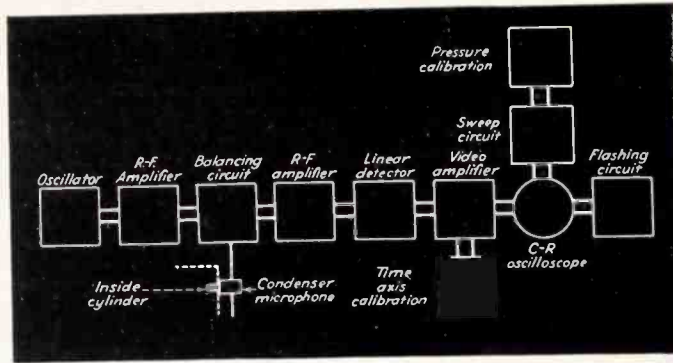 Pressure
calibration
Sweep
circuit
Oscillator
R-F
Amplifier
Balancing
circuit
R-F
amplifier
Linear
detector
Video
amplifier
Flashing
circuit
C-R
oscilloscope
Inside
cylinder
Condenser
microphone
Time
axis
calibration